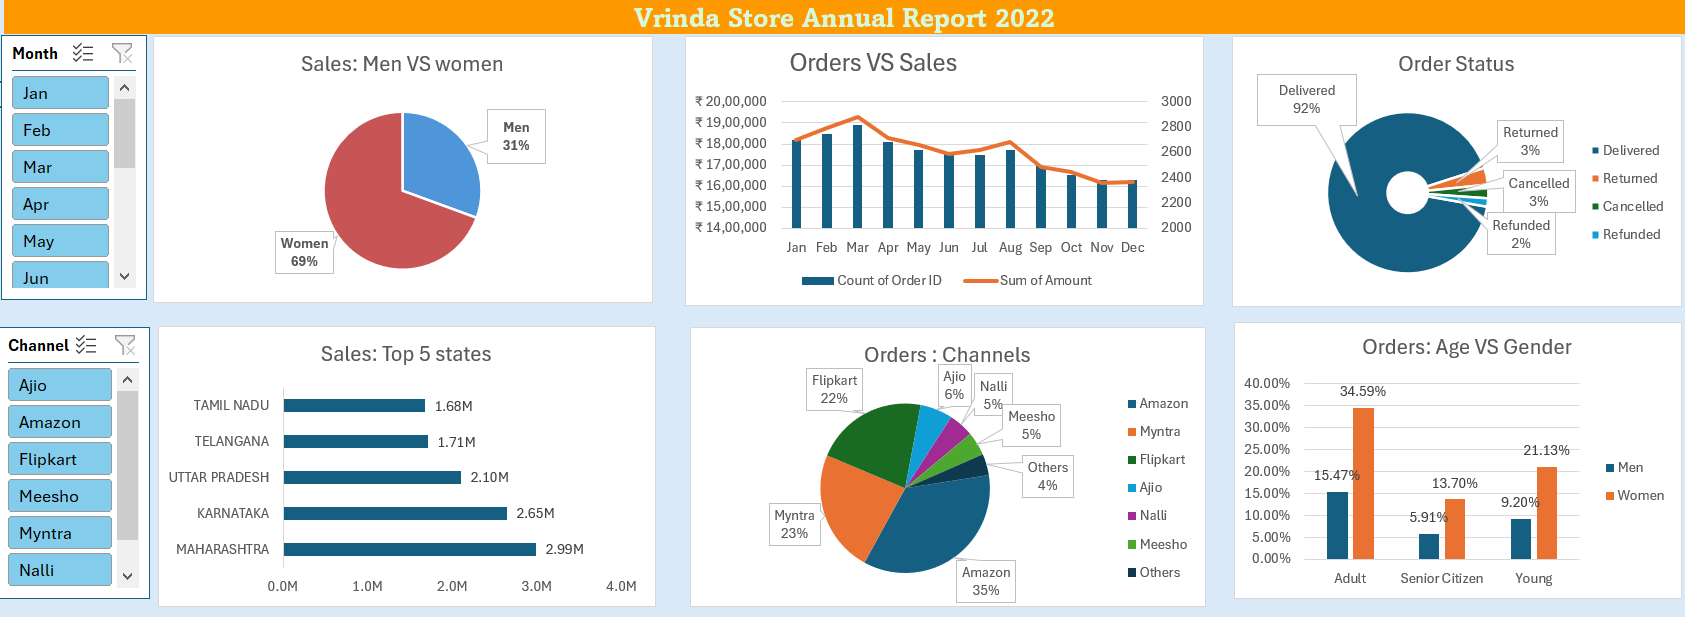 Vrinda Store Annual Report 2022
Month
Jan
Feb
Mar
Apr
May
Jun
Sales: Men VS women
Men
31%
Women
69%
Orders VS Sales
₹ 20,00,000
₹ 19,00,000
₹ 18,00,000
₹ 17,00,000
₹ 16,00,000
₹ 15,00,000
₹ 14,00,000
3000
2800
2600
2400
2200
2000
Jan Feb Mar Apr May Jun Jul Aug Sep Oct Nov Dec
Count of Order ID Sum of Amount
Order Status
Delivered
92%
Returned
3%
Cancelled
3%
Refunded
2%
Delivered
Returned
Cancelled
Refunded
Channel
Ajio
Amazon
Flipkart
Meesho
Myntra
Nalli
Sales: Top 5 states
TAMIL NADU 1.68M
TELANGANA 1.71M
UTTAR PRADESH 2.10M
KARNATAKA 2.65M
MAHARASHTRA 2.99M
0.0M 1.0M 2.0M 3.0M 4.0M
Orders : Channels
Flipkart
22%
Ajio
6%
Nalli
5%
Meesho
5%
Others
4%
Myntra
23%
Amazon
35%
Amazon
Myntra
Flipkart
Ajio
Nalli
Meesho
Others
Orders: Age VS Gender
40.00%
35.00%
30.00%
25.00%
20.00%
15.00%
10.00%
5.00%
0.00%
34.59%
15.47%
13.70%
5.91%
21.13%
9.20%
Adult Senior Citizen Young
Men
Women